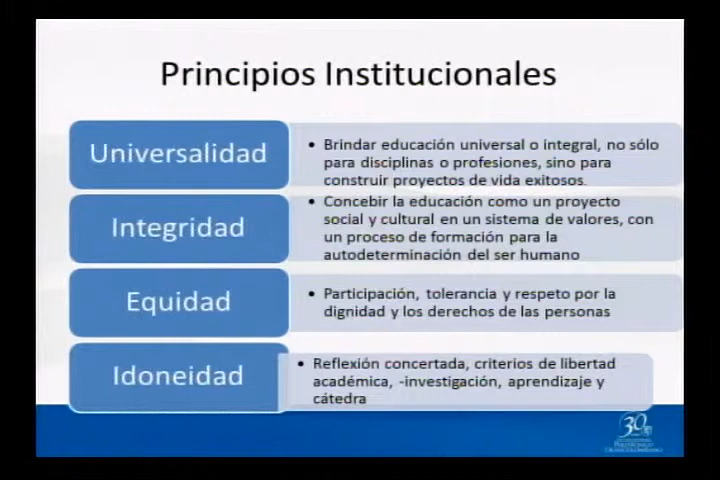 Principios Institucionales
Universalidad
• Brindar educación universal o integral, no sólo
para disciplinas o profesiones, sino para
construir proyectos de vida exitosos.
Integridad
• Concebir la educación como un proyecto
social y cultural en un sistema de valores, con
un proceso de formación para la
autodeterminación del ser humano
Equidad
• Participación, tolerancia y respeto por la
dignidad y los derechos de las personas
Idoneidad
• Reflexión concertada, criterios de libertad
académica, -investigación, aprendizaje y
cátedra
30